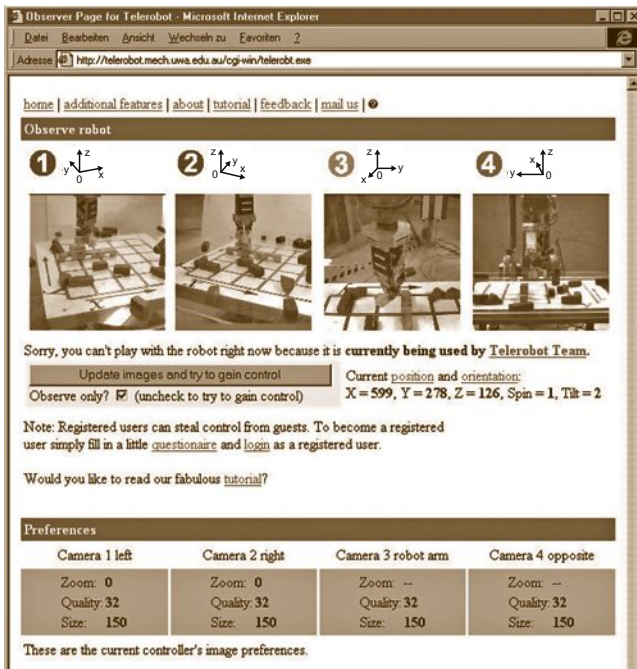 Observer Page for Telerobot - Microsoft Internet Explorer
Datei Bearbeiten Ansicht Wechseln zu Favoriten ?
Adresse http://telerobot.mech.uwa.edu.au/cgi-win/telerobt.exe
home | additional features | about | tutorial | feedback | mail us | ?
Observe robot
1 z y x 0 2 z y x 0 3 z y x 0 4 z x y 0
Sorry, you can't play with the robot right now because it is currently being used by Telerobot Team.
Update images and try to gain control
Observe only? (uncheck to try to gain control)
Current position and orientation:
X = 599, Y = 278, Z = 126, Spin = 1, Tilt = 2
Note: Registered users can steal control from guests. To become a registered
user simply fill in a little questionaire and login as a registered user.
Would you like to read our fabulous tutorial?
Preferences
Camera 1 left Camera 2 right Camera 3 robot arm Camera 4 opposite
Zoom: 0 Zoom: 0 Zoom: -- Zoom: --
Quality: 32 Quality: 32 Quality: 32 Quality: 32
Size: 150 Size: 150 Size: 150 Size: 150
These are the current controller's image preferences.